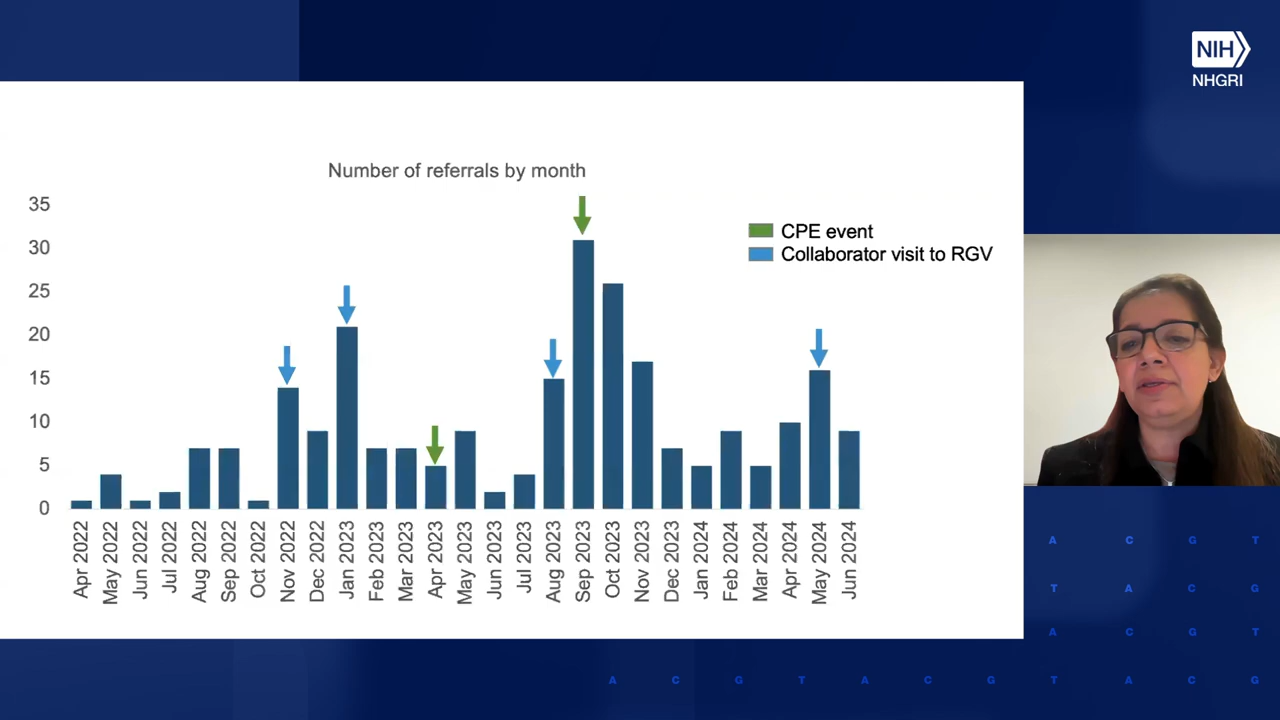 NIH
NHGRI
Number of referrals by month
35
30
25
20
15
10
5
0
CPE event
Collaborator visit to RGV
Apr 2022
May 2022
Jun 2022
Jul 2022
Aug 2022
Sep 2022
Oct 2022
Nov 2022
Dec 2022
Jan 2023
Feb 2023
Mar 2023
Apr 2023
May 2023
Jun 2023
Jul 2023
Aug 2023
Sep 2023
Oct 2023
Nov 2023
Dec 2023
Jan 2024
Feb 2024
Mar 2024
Apr 2024
May 2024
Jun 2024
A C G T
T A C G
A C G T
A C G T A C G T A C G